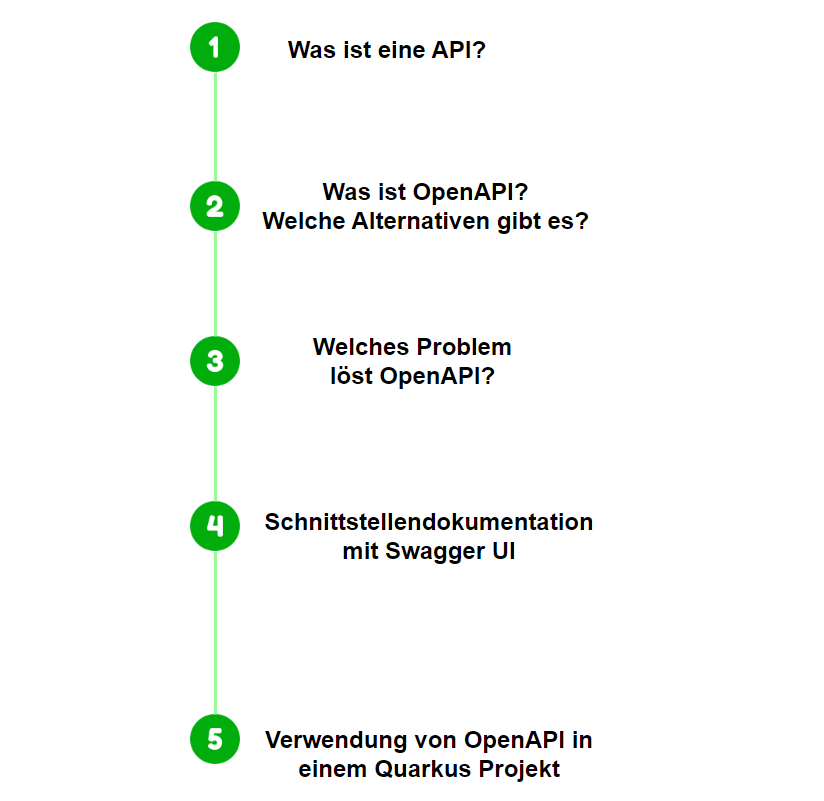 1
Was ist eine API?
2
Was ist OpenAPI?
Welche Alternativen gibt es?
3
Welches Problem
löst OpenAPI?
4
Schnittstellendokumentation
mit Swagger UI
5
Verwendung von OpenAPI in
einem Quarkus Projekt